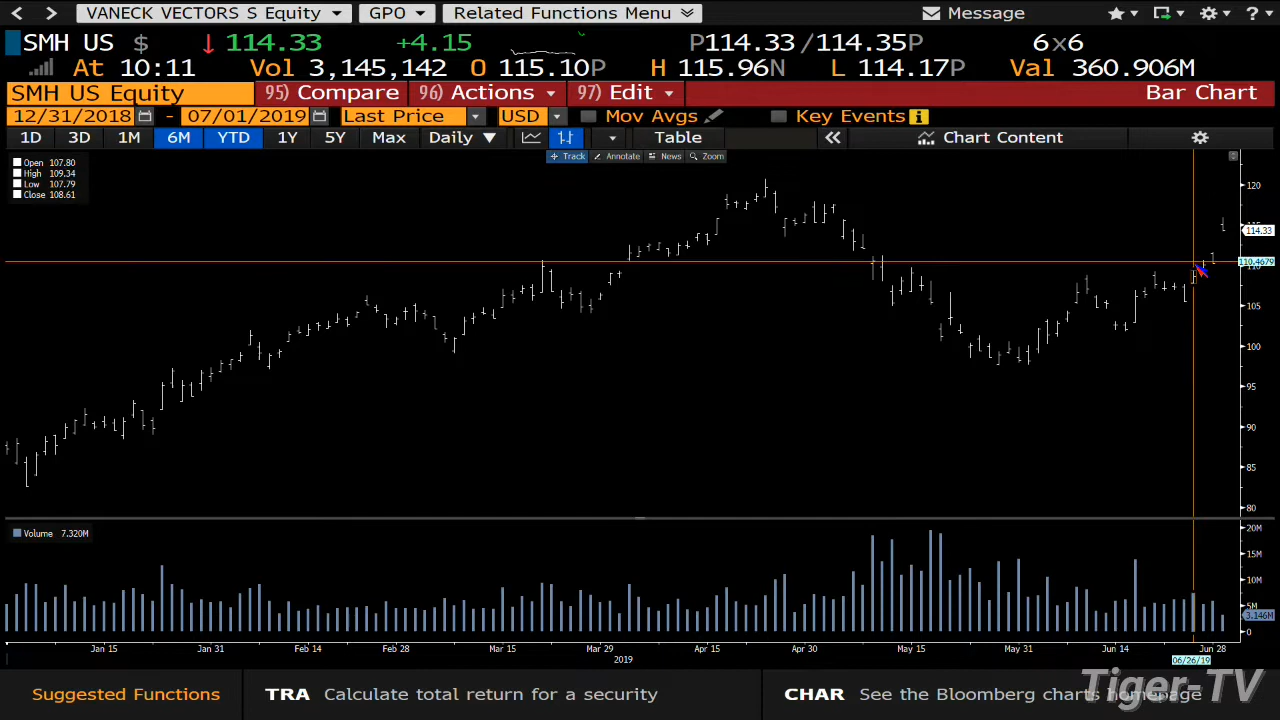 VANECK VECTORS S Equity GPO Related Functions Menu Message ?
SMH US $ ↓ 114.33 +4.15 P114.33 /114.35P 6x6
At 10:11 Vol 3,145,142 O 115.10P H 115.96N L 114.17P Val 360.906M
SMH US Equity 95) Compare 96) Actions 97) Edit Bar Chart
12/31/2018 - 07/01/2019 Last Price USD Mov Avgs Key Events i
1D 3D 1M 6M YTD 1Y 5Y Max Daily ▼ Table « Chart Content
Track Annotate News Zoom
Open 107.80
High 109.34
Low 107.79
Close 108.61
120
115
114.33
110.4679
110
105
100
95
90
85
80
Volume 7.320M
20M
15M
10M
5M
3.146M
0
Jan 15 Jan 31 Feb 14 Feb 28 Mar 15 Mar 29 Apr 15 Apr 30 May 15 May 31 Jun 14 Jun 28
2019 06/26/19
Suggested Functions TRA Calculate total return for a security CHAR See the Bloomberg charts homepage
Tiger-TV